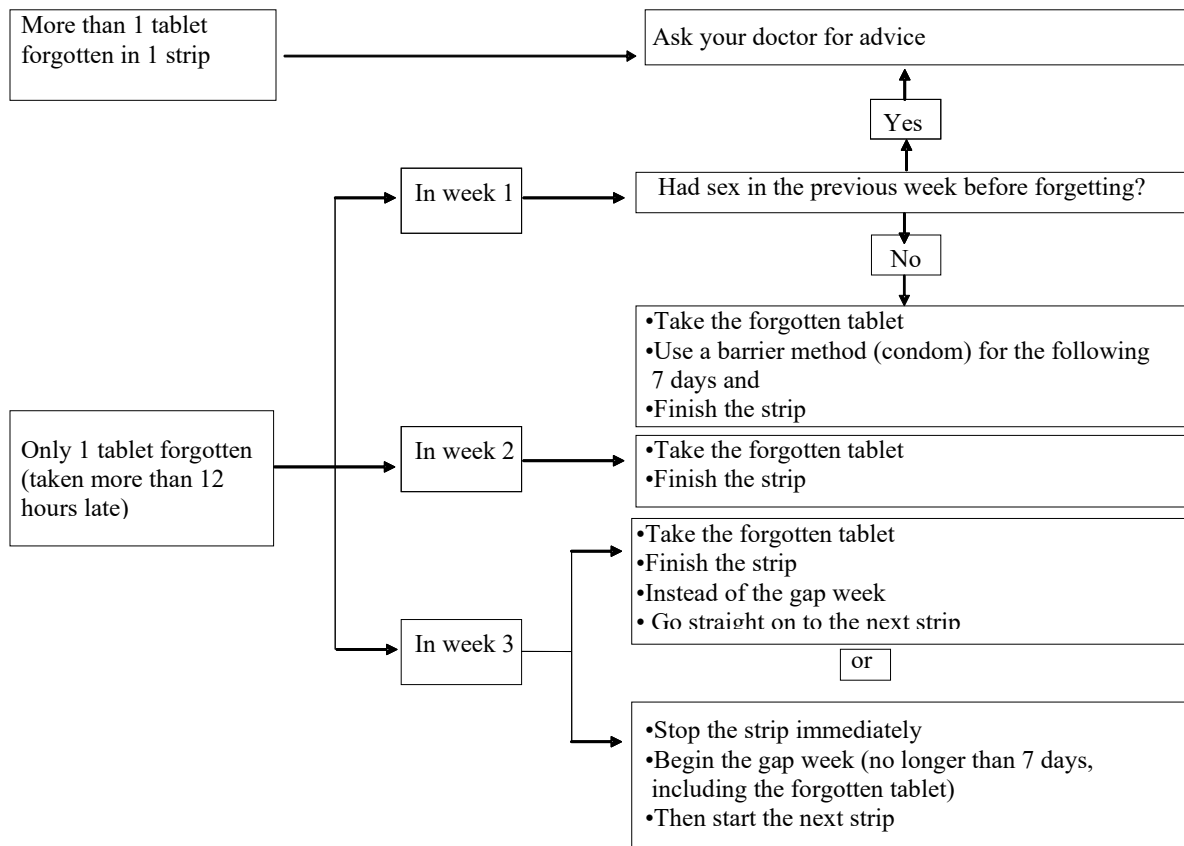 More than 1 tablet
forgotten in 1 strip
Ask your doctor for advice
Yes
In week 1
Had sex in the previous week before forgetting?
No
•Take the forgotten tablet
•Use a barrier method (condom) for the following
7 days and
•Finish the strip
Only 1 tablet forgotten
(taken more than 12
hours late)
In week 2
•Take the forgotten tablet
•Finish the strip
In week 3
•Take the forgotten tablet
•Finish the strip
•Instead of the gap week
• Go straight on to the next strip
or
•Stop the strip immediately
•Begin the gap week (no longer than 7 days,
including the forgotten tablet)
•Then start the next strip